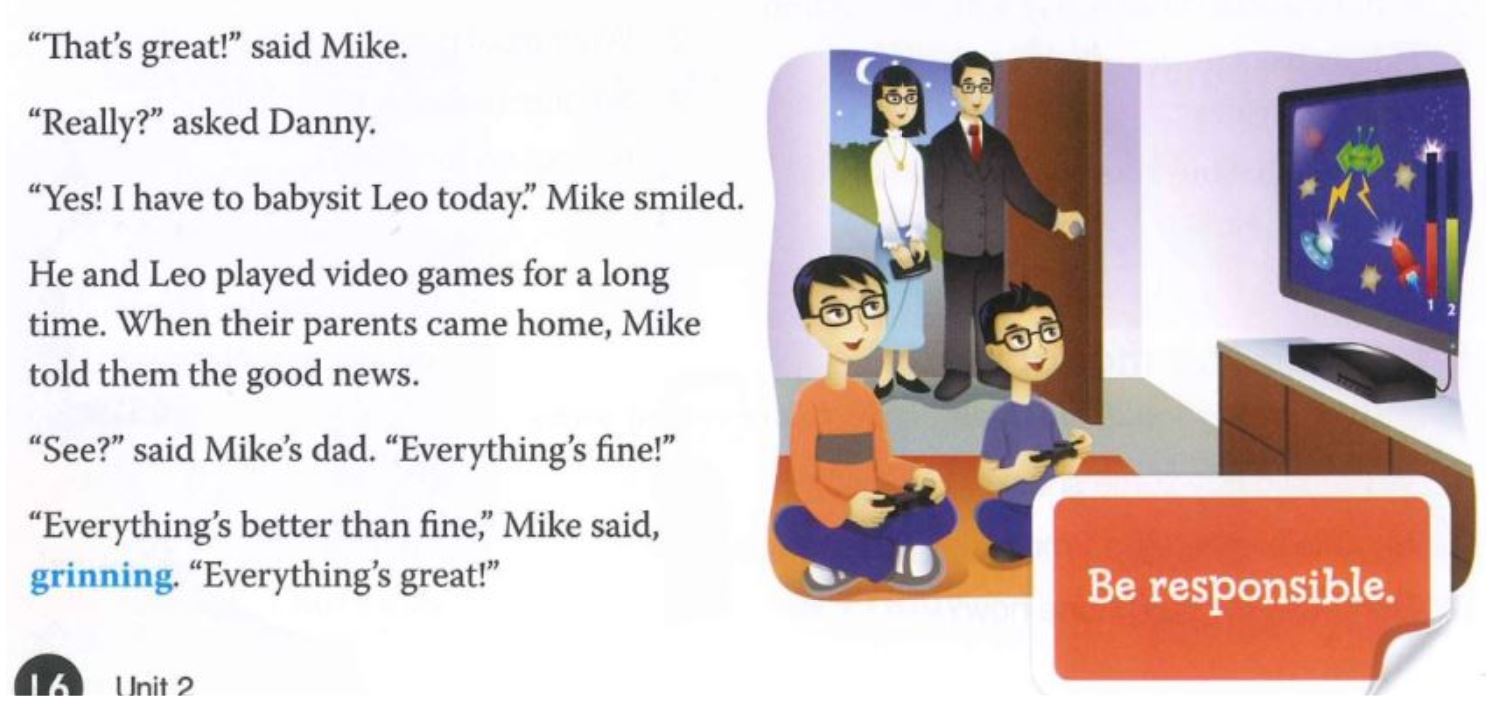 “That’s great!” said Mike.
“Really?” asked Danny.
“Yes! I have to babysit Leo today.” Mike smiled.
He and Leo played video games for a long
time. When their parents came home, Mike
told them the good news.
“See?” said Mike’s dad. “Everything’s fine!”
“Everything’s better than fine,” Mike said,
grinning. “Everything’s great!”
1 2
Be responsible.
16 Unit 2